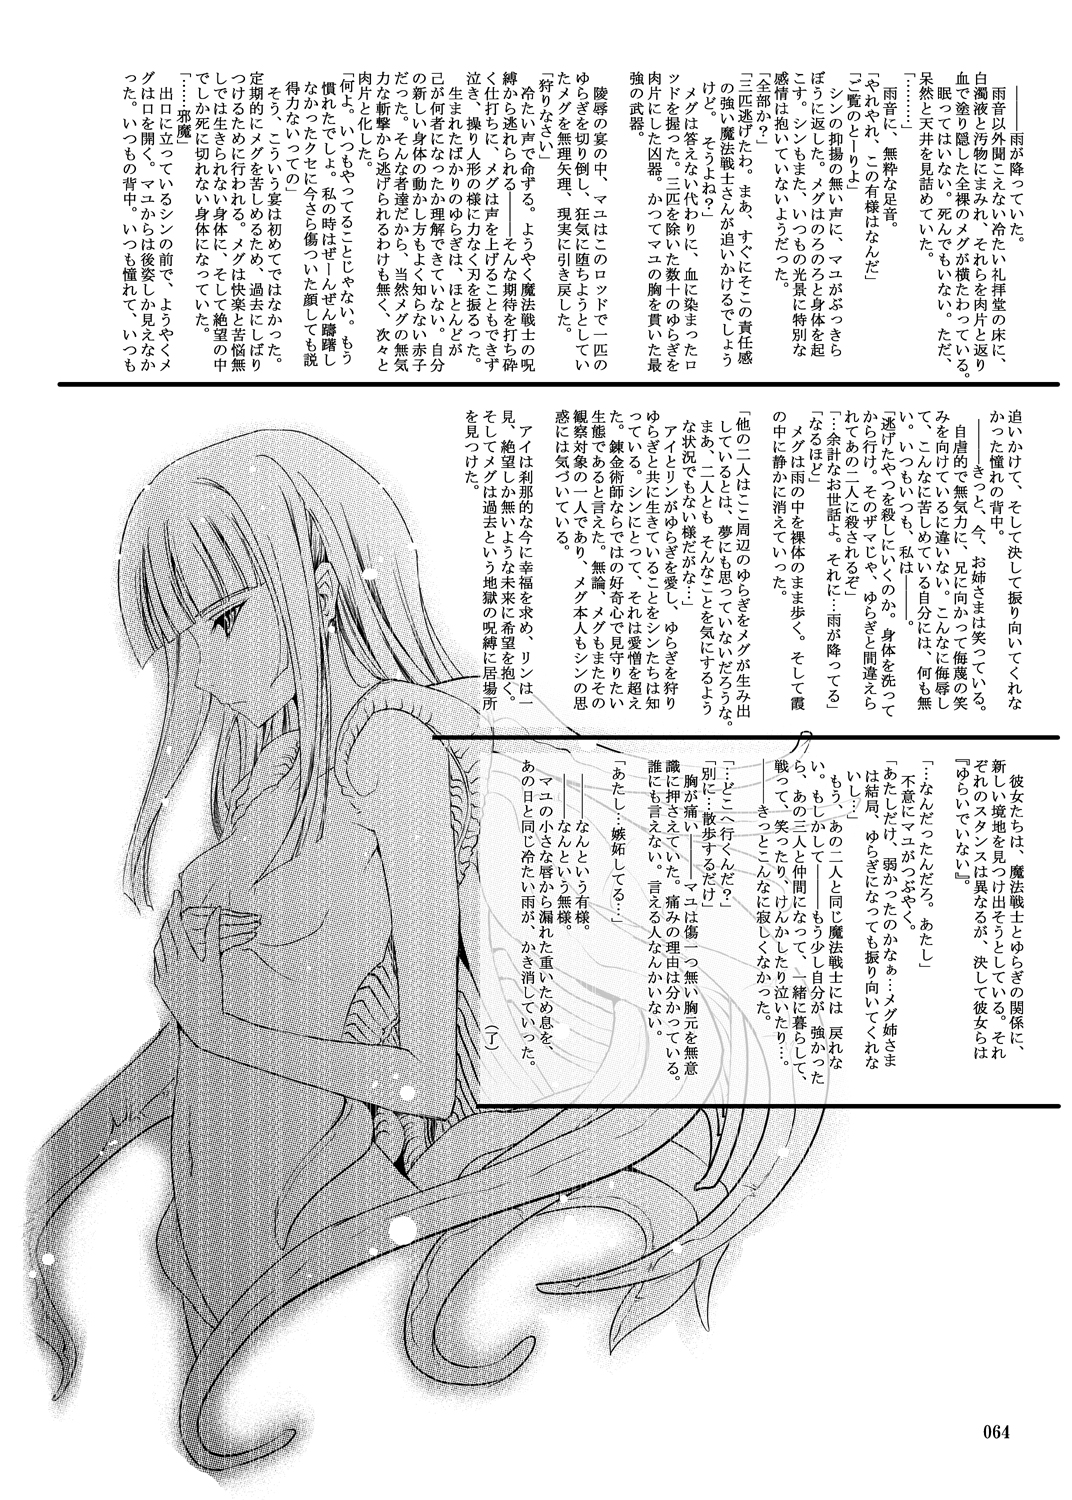 ―――雨が降っていた。
雨音以外聞こえない冷たい礼拝堂の床に、
白濁液と汚物にまみれ、それらを肉片と返り
血で塗り隠した全裸のメグが横たわっている。
眠ってはいない。死んでもいない。ただ、
呆然と天井を見詰めていた。
「………」
雨音に、無粋な足音。
「やれやれ、この有様はなんだ」
「ご覧のとーりよ」
シンの抑揚の無い声に、マユがぶっきら
ぼうに返した。メグはのろのろと身体を起
こす。シンもまた、いつもの光景に特別な
感情は抱いていないようだった。
「全部か？」
「三匹逃げたわ。まあ、すぐにそこの責任感
の強い魔法戦士さんが追いかけるでしょう
けど。そうよね？」
メグは答えない代わりに、血に染まったロ
ッドを握った。三匹を除いた数十のゆらぎを
肉片にした凶器。かつてマユの胸を貫いた最
強の武器。
陵辱の宴の中、マユはこのロッドで一匹の
ゆらぎを切り倒し、狂気に堕ちようとしてい
たメグを無理矢理、現実に引き戻した。
「狩りなさい」
冷たい声で命ずる。ようやく魔法戦士の呪
縛から逃れられる――そんな期待を打ち砕
く仕打ちに、メグは声を上げることもできず
泣き、操り人形の様に力なく刃を振るった。
生まれたばかりのゆらぎは、ほとんどが
己が何者になったか理解できていない。自分
の新しい身体の動かし方もよく知らない赤子
だった。そんな者達だから、当然メグの無気
力な斬撃から逃げられるわけも無く、次々と
肉片と化した。
「何よ。いつもやってることじゃない。もう
慣れたでしょ。私の時はぜーんぜん躊躇し
なかったクセに今さら傷ついた顔しても説
得力ないっての」
そう、こういう宴は初めてではなかった。
定期的にメグを苦しめるため、過去にしばり
つけるために行われる。メグは快楽と苦悩無
しでは生きられない身体に、そして絶望の中
でしか死に切れない身体になっていた。
「……邪魔」
出口に立っているシンの前で、ようやくメ
グは口を開く。マユからは後姿しか見えなか
った。いつもの背中。いつも憧れて、いつも
追いかけて、そして決して振り向いてくれな
かった憧れの背中。
―――きっと、今、お姉さまは笑っている。
自虐的で無気力に、兄に向かって侮蔑の笑
みを向けているに違いない。こんなに侮辱し
て、こんなに苦しめている自分には、何も無
い。いつもいつも、私は――。
「逃げたやつを殺しにいくのか。身体を洗って
から行け。そのザマじゃ、ゆらぎと間違えら
れてあの二人に殺されるぞ」
「…余計なお世話よ。それに…雨が降ってる」
「なるほど」
メグは雨の中を裸体のまま歩く。そして霞
の中に静かに消えていった。
「他の二人はここ周辺のゆらぎをメグが生み出
しているとは、夢にも思っていないだろうな。
まあ、二人とも そんなことを気にするよう
な状況でもない様だがな…」
アイとリンがゆらぎを愛し、ゆらぎを狩り
ゆらぎと共に生きていることをシンたちは知
っている。シンにとって、それは愛憎を超え
た。錬金術師ならではの好奇心で見守りたい
生態であると言えた。無論、メグもまたその
観察対象の一人であり、メグ本人もシンの思
惑には気づいている。
アイは刹那的な今に幸福を求め、リンは一
見、絶望しか無いような未来に希望を抱く。
そしてメグは過去という地獄の呪縛に居場所
を見つけた。
彼女たちは、魔法戦士とゆらぎの関係に、
新しい境地を見つけ出そうとしている。それ
ぞれのスタンスは異なるが、決して彼女らは
『ゆらいでいない』。
「…なんだったんだろ。あたし」
不意にマユがつぶやく。
「あたしだけ、弱かったのかなぁ…メグ姉さま
は結局、ゆらぎになっても振り向いてくれな
いし…」
もう、あの二人と同じ魔法戦士には 戻れな
い。もしかして――もう少し自分が、強かった
ら、あの三人と仲間になって、一緒に暮らして、
戦って、笑ったり、けんかしたり泣いたり…。
――きっとこんなに寂しくなかった。
「…どこへ行くんだ？」
「別に…散歩するだけ」
胸が痛い――マユは傷一つ無い胸元を無意
識に押さえていた。痛みの理由は分かっている。
誰にも言えない。言える人なんかいない。
「あたし…嫉妬してる…」
―――なんという有様。
―――なんという無様。
マユの小さな唇から漏れた重いため息を、
あの日と同じ冷たい雨が、かき消していった。
（了）
064